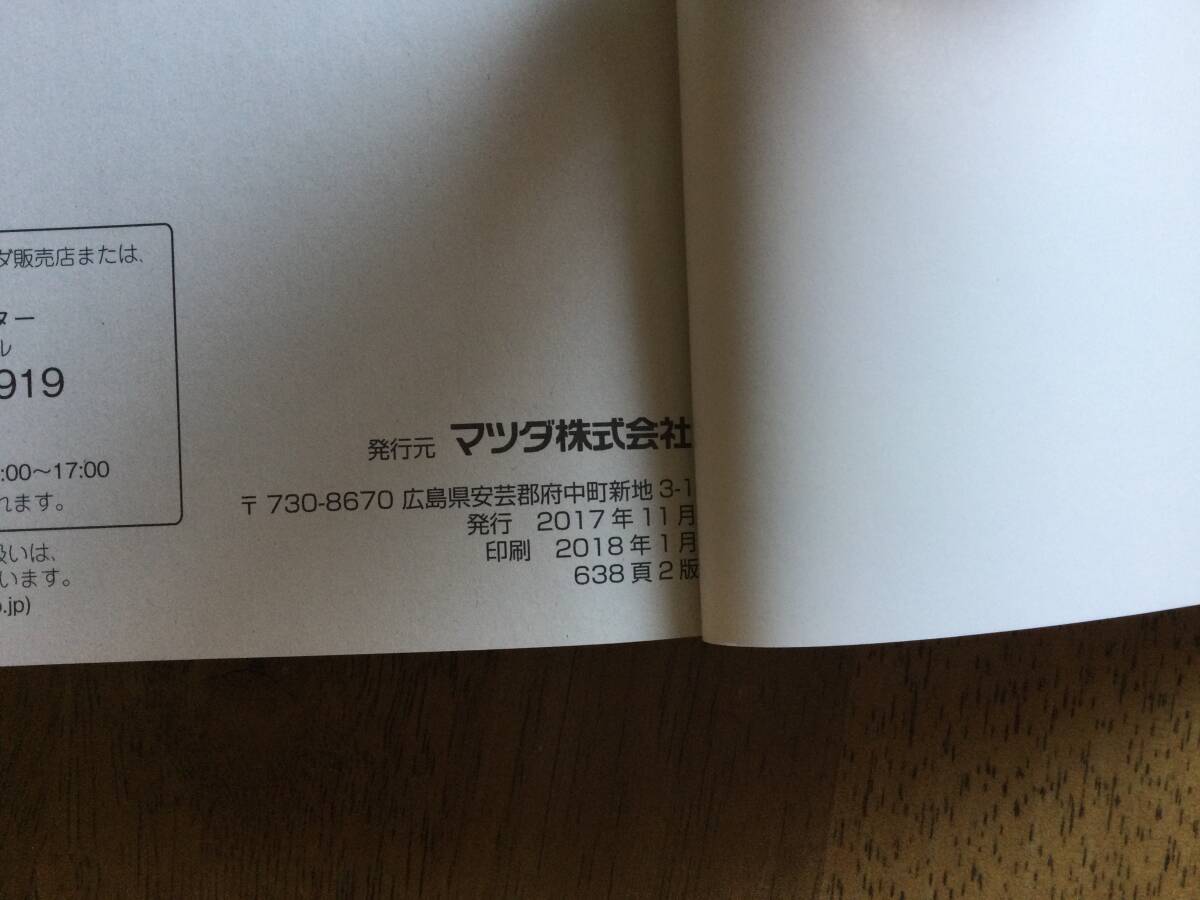 ダ販売店または、
ター
ル
919
:00〜17:00
れます。
扱いは、
います。
o.jp)
発行元 マツダ株式会社
〒730-8670 広島県安芸郡府中町新地3-1
発行 2017年11月
印刷 2018年1月
638頁2版